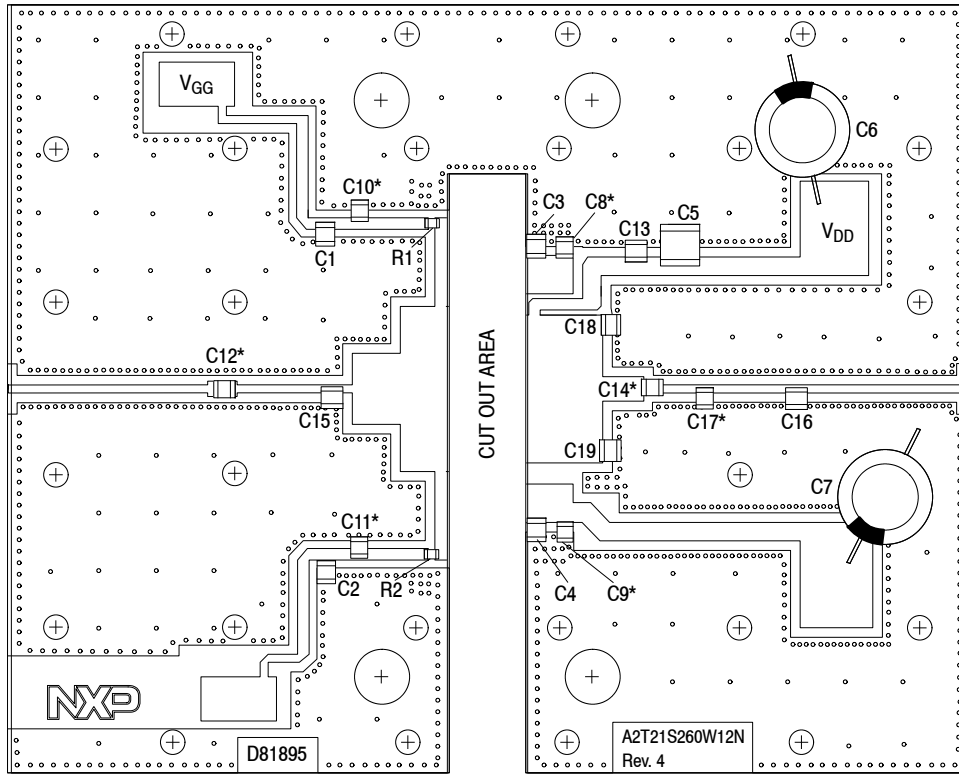 VGG
C6
C10*
C3
C8*
C13
C5
C1
R1
VDD
C18
C12*
CUT OUT AREA
C14*
C15
C17*
C16
C19
C7
C11*
C2
R2
C4
C9*
NXP
D81895
A2T21S260W12N
Rev. 4